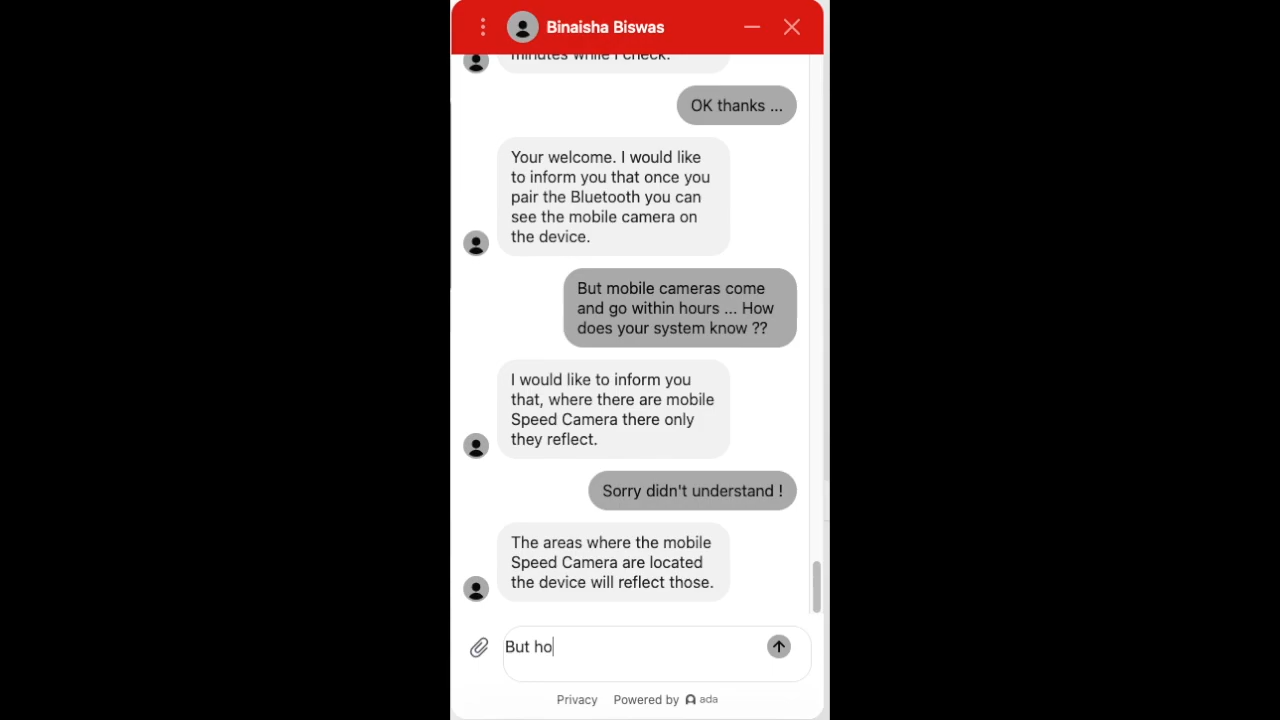 Binaisha Biswas
minutes while I check.
OK thanks ...
Your welcome. I would like
to inform you that once you
pair the Bluetooth you can
see the mobile camera on
the device.
But mobile cameras come
and go within hours ... How
does your system know ??
I would like to inform you
that, where there are mobile
Speed Camera there only
they reflect.
Sorry didn't understand !
The areas where the mobile
Speed Camera are located
the device will reflect those.
But ho
Privacy Powered by ada